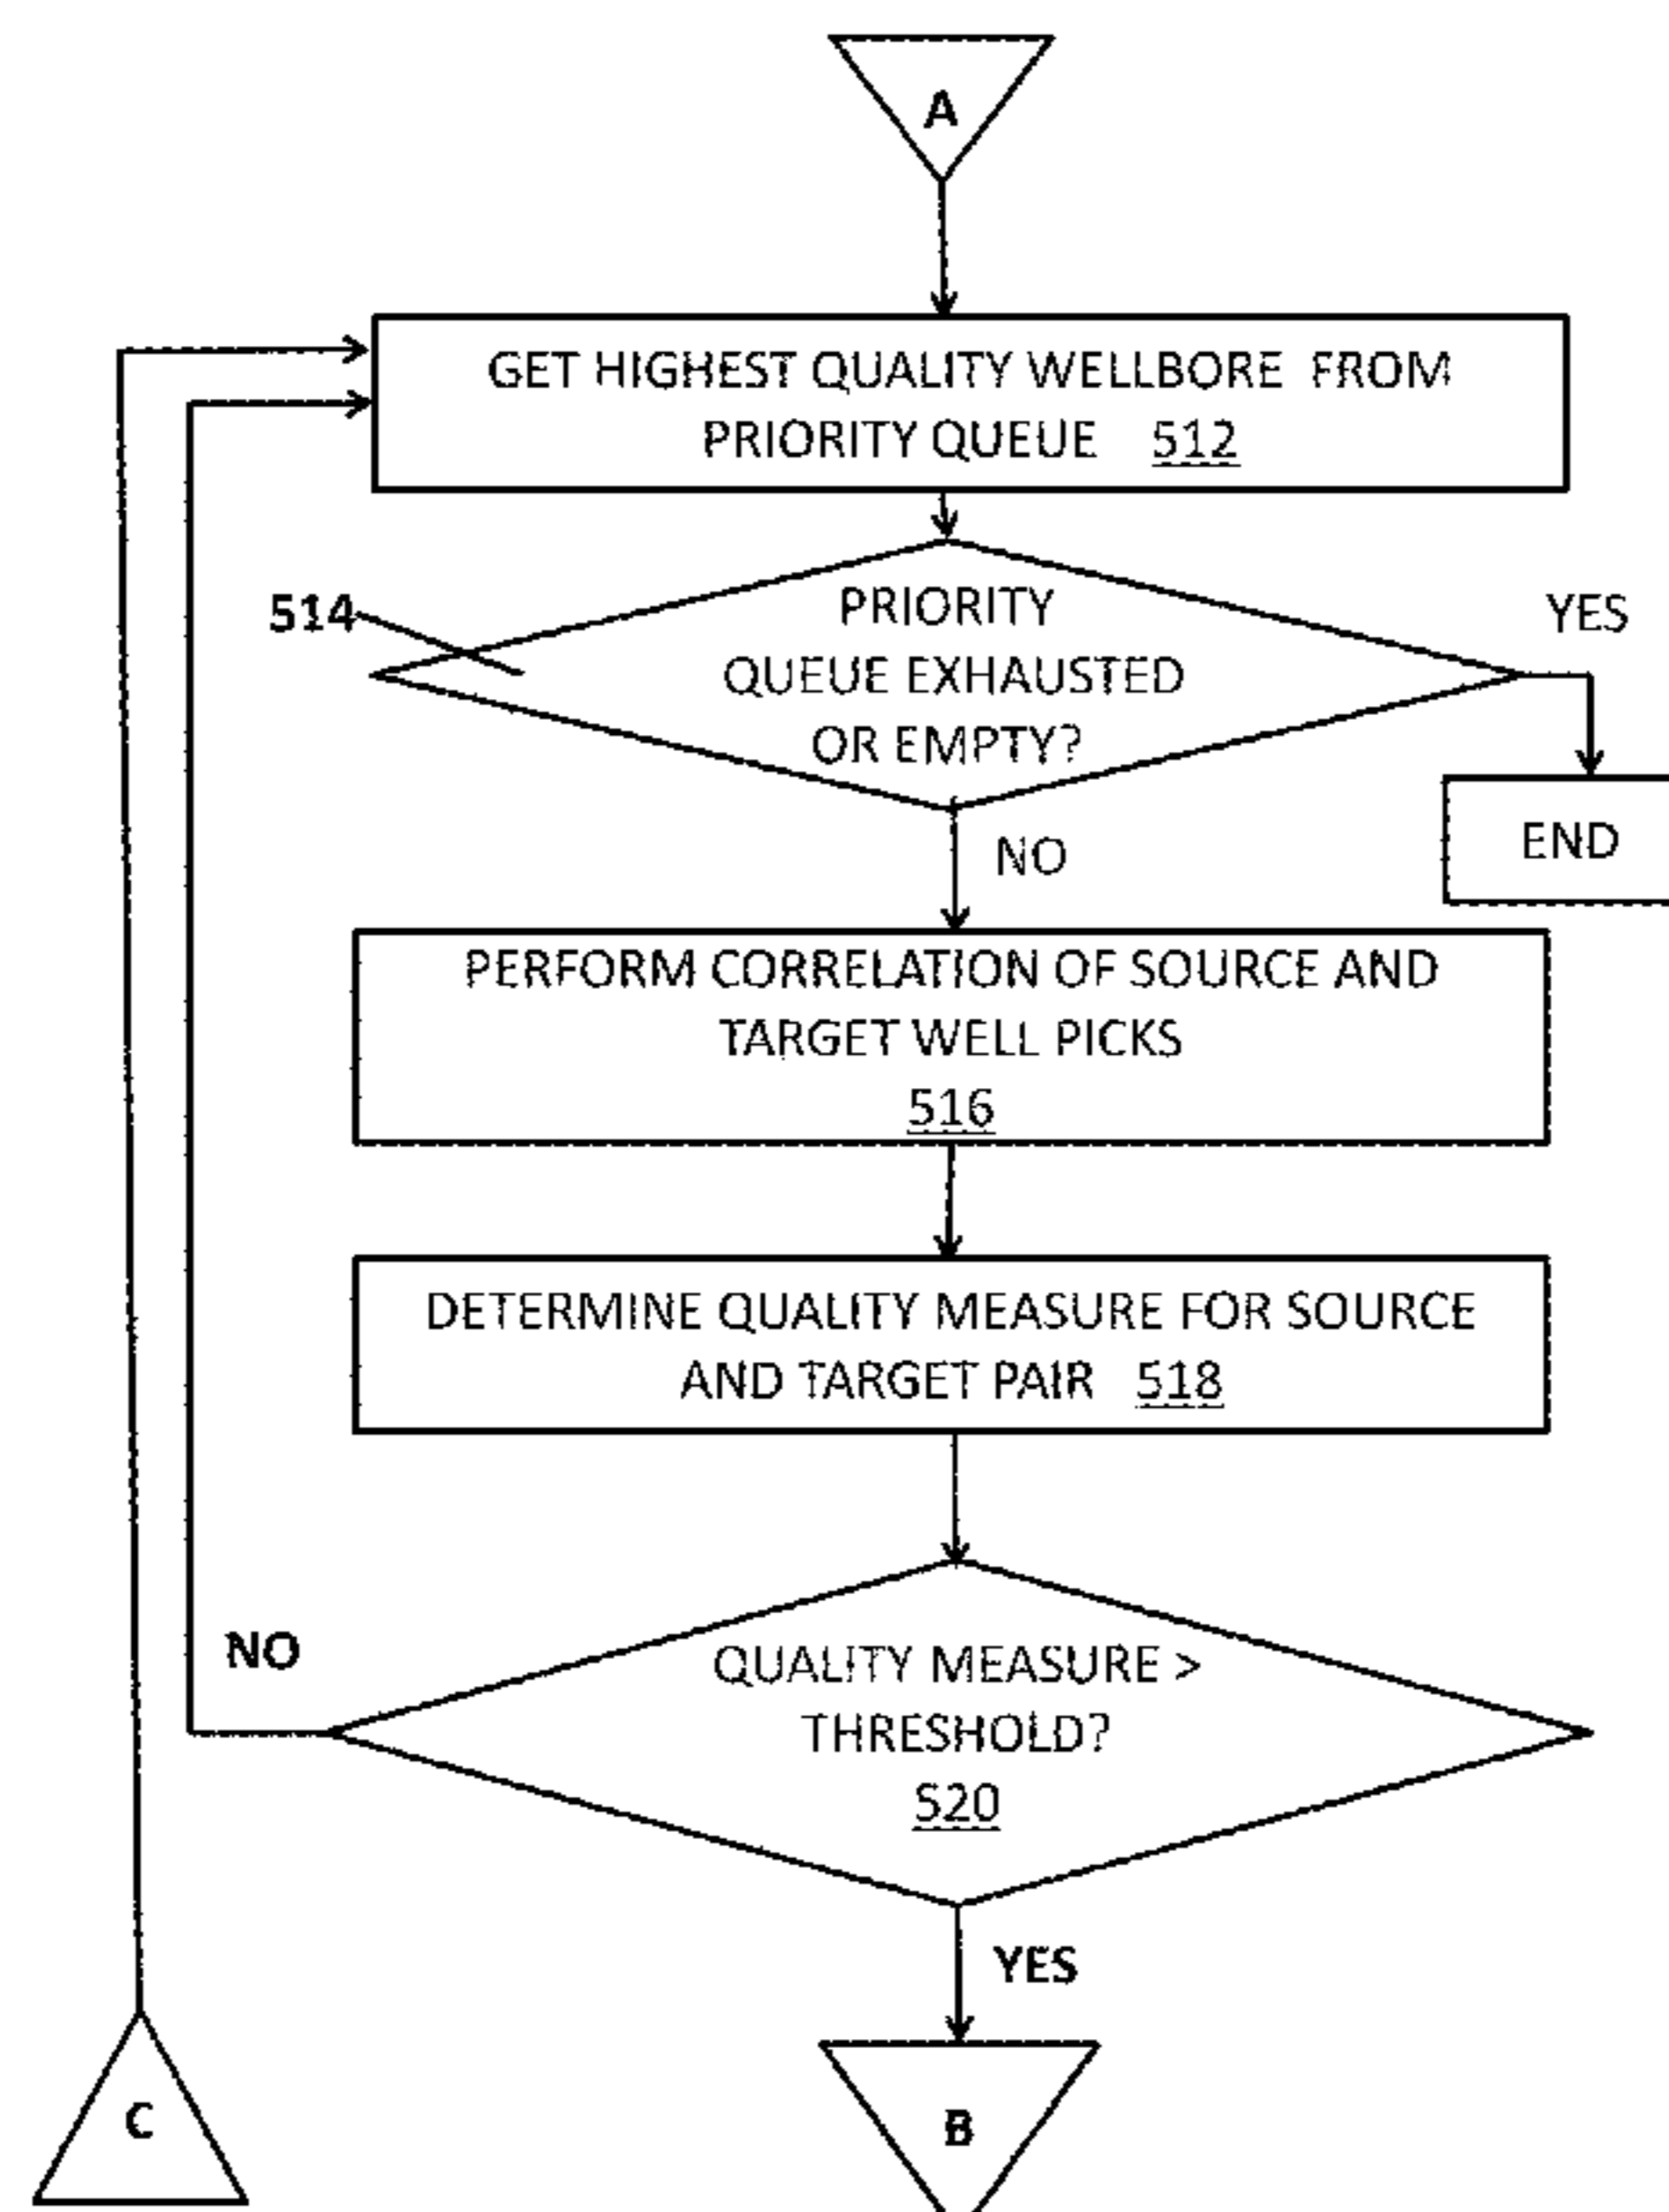 A
GET HIGHEST QUALITY WELLBORE FROM
PRIORITY QUEUE 512
514
PRIORITY
QUEUE EXHAUSTED
OR EMPTY?
YES
END
NO
PERFORM CORRELATION OF SOURCE AND
TARGET WELL PICKS
516
DETERMINE QUALITY MEASURE FOR SOURCE
AND TARGET PAIR 518
NO
QUALITY MEASURE >
THRESHOLD?
520
YES
C
B